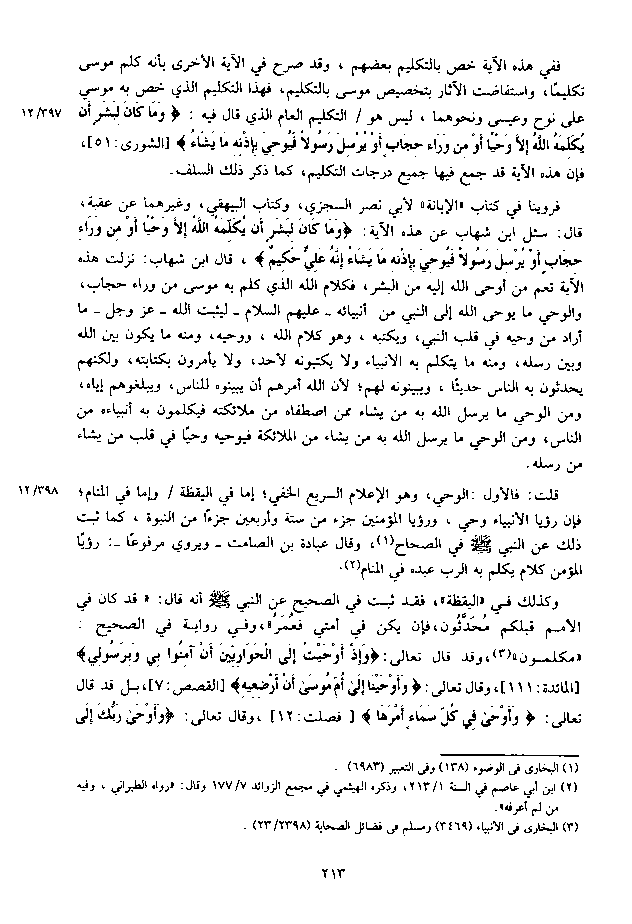 ففي هذه الآية خص بالتكليم بعضهم ، وقد صرح في الآية الأخرى بأنه كلم موسى
تكليمًا، واستفاضت الآثار بتخصيص موسى بالتكليم، فهذا التكليم الذي خص به موسى
١٢/٣٩٧ على نوح وعيسى ونحوهما ، ليس هو / التكليم العام الذي قال فيه : ﴿ وَمَا كَانَ لِبَشَرٍ أَن
يُكَلِّمَهُ اللَّهُ إِلاَّ وَحْيًا أَوْ مِن وَرَاءِ حِجَابٍ أَوْ يُرْسِلَ رَسُولاً فَيُوحِيَ بِإِذْنِهِ مَا يَشَاءُ ﴾ [الشورى:٥١]،
فإن هذه الآية قد جمع فيها جميع درجات التكليم، كما ذكر ذلك السلف.
فروينا في كتاب «الإبانة» لأبي نصر السجزي، وكتاب البيهقي، وغيرهما عن عقبة،
قال: سئل ابن شهاب عن هذه الآية: ﴿وَمَا كَانَ لِبَشَرٍ أَن يُكَلِّمَهُ اللَّهُ إِلاَّ وَحْيًا أَوْ مِن وَرَاءِ
حِجَابٍ أَوْ يُرْسِلَ رَسُولاً فَيُوحِيَ بِإِذْنِهِ مَا يَشَاءُ إِنَّهُ عَلِيٌّ حَكِيمٌ﴾ ، قال ابن شهاب: نزلت هذه
الآية تعم من أوحى الله إليه من البشر، فكلام الله الذي كلم به موسى من وراء حجاب،
والوحي ما يوحى الله إلى النبي من أنبيائه ـ عليهم السلام ـ ليثبت الله ـ عز وجل ـ ما
أراد من وحيه في قلب النبي، ويكتبه ، وهو كلام الله ، ووحيه، ومنه ما يكون بين الله
وبين رسله، ومنه ما يتكلم به الأنبياء ولا يكتبونه لأحد، ولا يأمرون بكتابته، ولكنهم
يحدثون به الناس حديثًا ، ويبينونه لهم؛ لأن الله أمرهم أن يبينوه للناس، ويبلغوهم إياه،
ومن الوحي ما يرسل الله به من يشاء ممن اصطفاه من ملائكته فيكلمون به أنبياءه من
الناس، ومن الوحي ما يرسل الله به من يشاء من الملائكة فيوحيه وحيًا في قلب من يشاء
من رسله.
١٢/٣٩٨ قلت: فالأول :الوحي، وهو الإعلام السريع الخفي؛ إما في اليقظة / وإما في المنام؛
فإن رؤيا الأنبياء وحي ، ورؤيا المؤمنين جزء من ستة وأربعين جزءًا من النبوة ، كما ثبت
ذلك عن النبي ﷺ في الصحاح(١)، وقال عبادة بن الصامت ـ ويروي مرفوعًا ـ: رؤيًا
المؤمن كلام يكلم به الرب عبده في المنام(٢).
وكذلك في «اليقظة»، فقد ثبت في الصحيح عن النبي ﷺ أنه قال: « قد كان في
الأمم قبلكم مُحَدَّثُون،فإن يكن في أمتي فعُمَرُ»،وفي رواية في الصحيح :
«مكلمون»(٣)،وقد قال تعالى:﴿وَإِذْ أَوْحَيْتُ إِلَى الْحَوَارِيِّينَ أَنْ آمِنُوا بِي وَبِرَسُولِي﴾
[المائدة:١١١]،وقال تعالى:﴿ وَأَوْحَيْنَا إِلَى أُمِّ مُوسَى أَنْ أَرْضِعِيهِ﴾ [القصص:٧]،بل قد قال
تعالى: ﴿ وَأَوْحَى فِي كُلِّ سَمَاءٍ أَمْرَهَا ﴾ [ فصلت:١٢] ،وقال تعالى: ﴿وَأَوْحَى رَبُّكَ إِلَى
(١) البخارى في الوضوء (١٣٨) وفي التعبير (٦٩٨٣) .
(٢) ابن أبي عاصم في السنة ٢١٣/١، وذكره الهيثمي في مجمع الزوائد ١٧٧/٧ وقال: «رواه الطبراني ، وفيه
من لم أعرفه».
(٣) البخارى في الأنبياء (٣٤٦٩) ومسلم في فضائل الصحابة (٢٣/٢٣٩٨) .
٢١٣